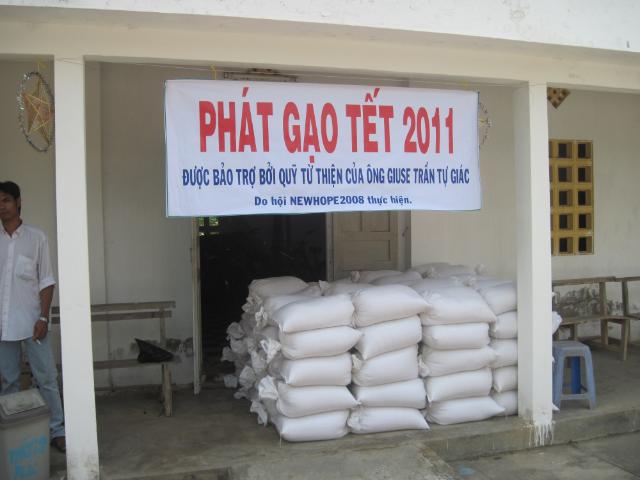 PHÁT GẠO TẾT 2011
ĐƯỢC BẢO TRỢ BỞI QUỸ TỪ THIỆN CỦA ÔNG GIUSE TRẦN TỰ GIÁC
Do hội NEWHOPE2008 thực hiện.